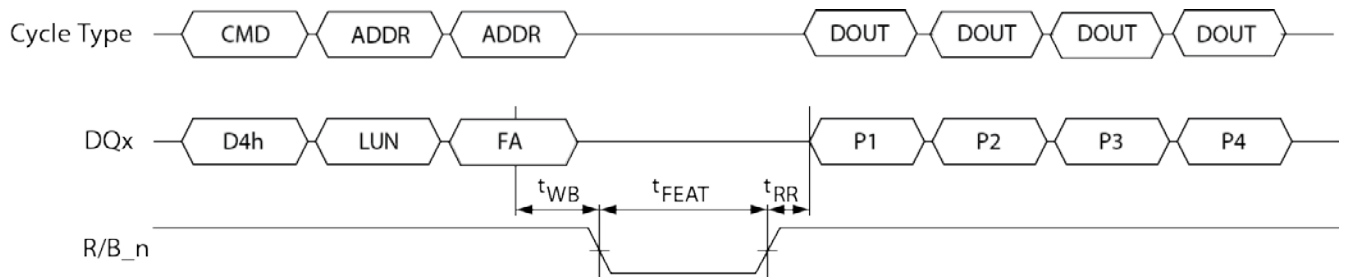 Cycle Type CMD ADDR ADDR DOUT DOUT DOUT DOUT
DQx D4h LUN FA P1 P2 P3 P4
tWB tFEAT tRR
R/B_n